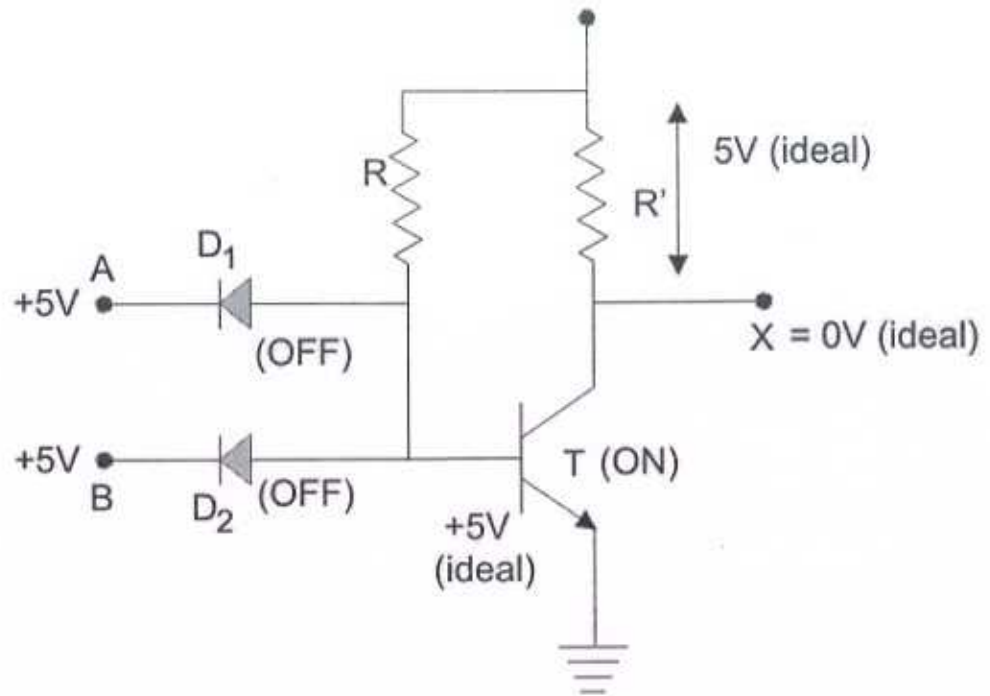 5V (ideal)
R
R'
D₁
A
+5V
(OFF)
X = 0V (ideal)
+5V
B
D₂
(OFF)
T (ON)
+5V
(ideal)